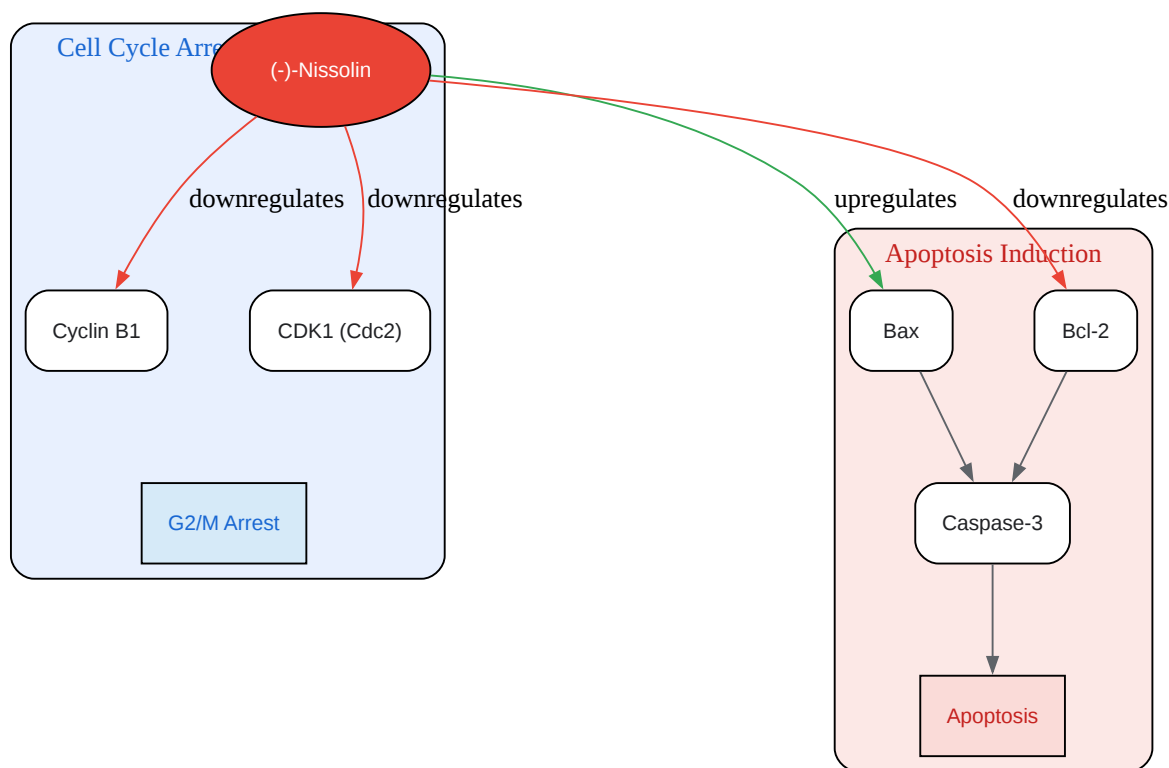 Cell Cycle Arre
(-)-Nissolin
downregulates
downregulates
upregulates
downregulates
Apoptosis Induction
Cyclin B1
CDK1 (Cdc2)
Bax
Bcl-2
G2/M Arrest
Caspase-3
Apoptosis